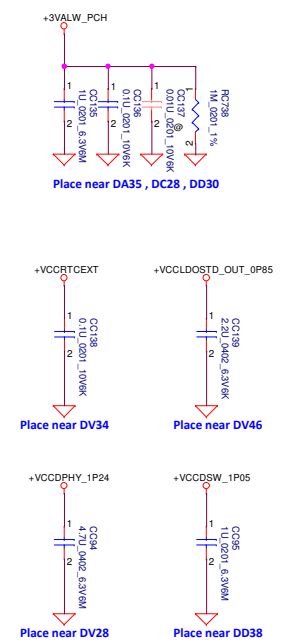 +3VALW_PCH
1
2
CC135
1U_0201_6.3V6M
1
2
CC136
0.1U_0201_10V6K
1
2
CC137
0.01U_0201_10V6K
@
1
2
RC738
1M_0201_1%
Place near DA35 , DC28 , DD30
+VCCRTCEXT
1
2
CC138
0.1U_0201_10V6K
Place near DV34
+VCCLDOSTD_OUT_0P85
1
2
CC139
2.2U_0402_6.3V6K
Place near DV46
+VCCDPHY_1P24
1
2
CC94
4.7U_0402_6.3V6M
Place near DV28
+VCCDSW_1P05
1
2
CC95
1U_0201_6.3V6M
Place near DD38